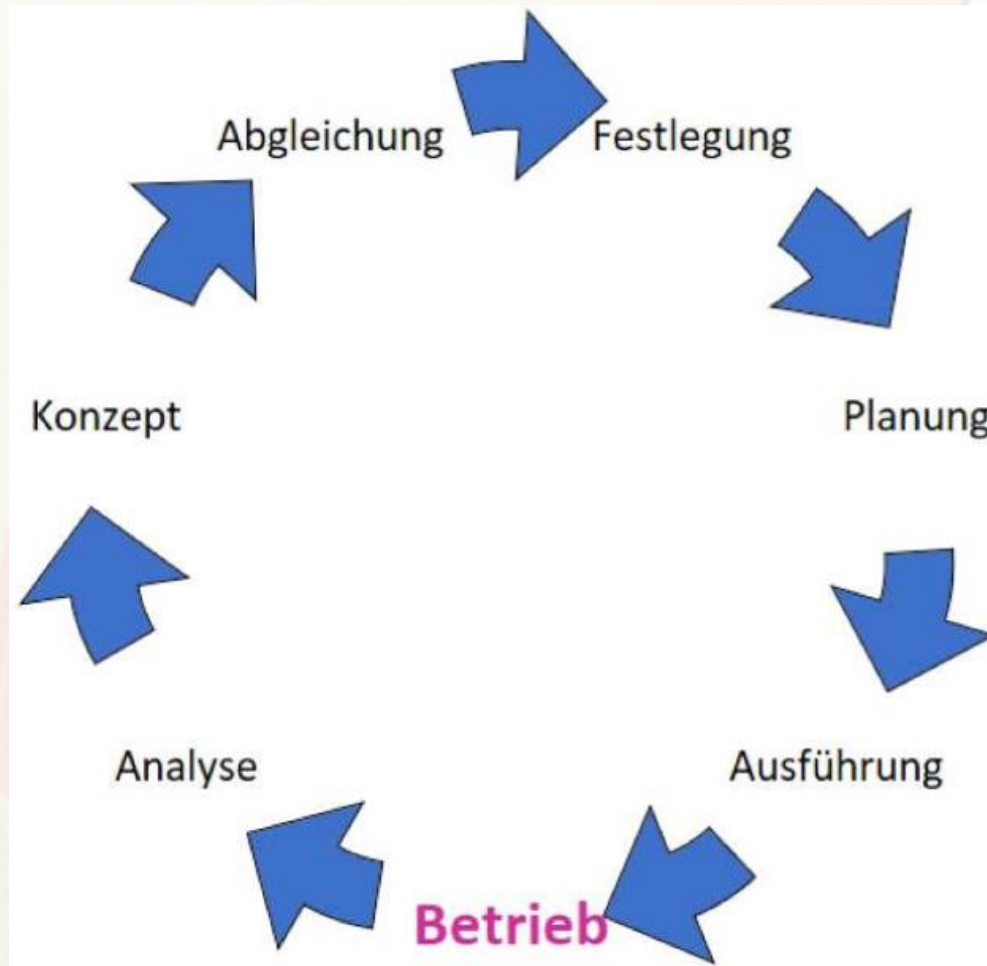 Abgleichung Festlegung
Konzept Planung
Analyse Ausführung
Betrieb